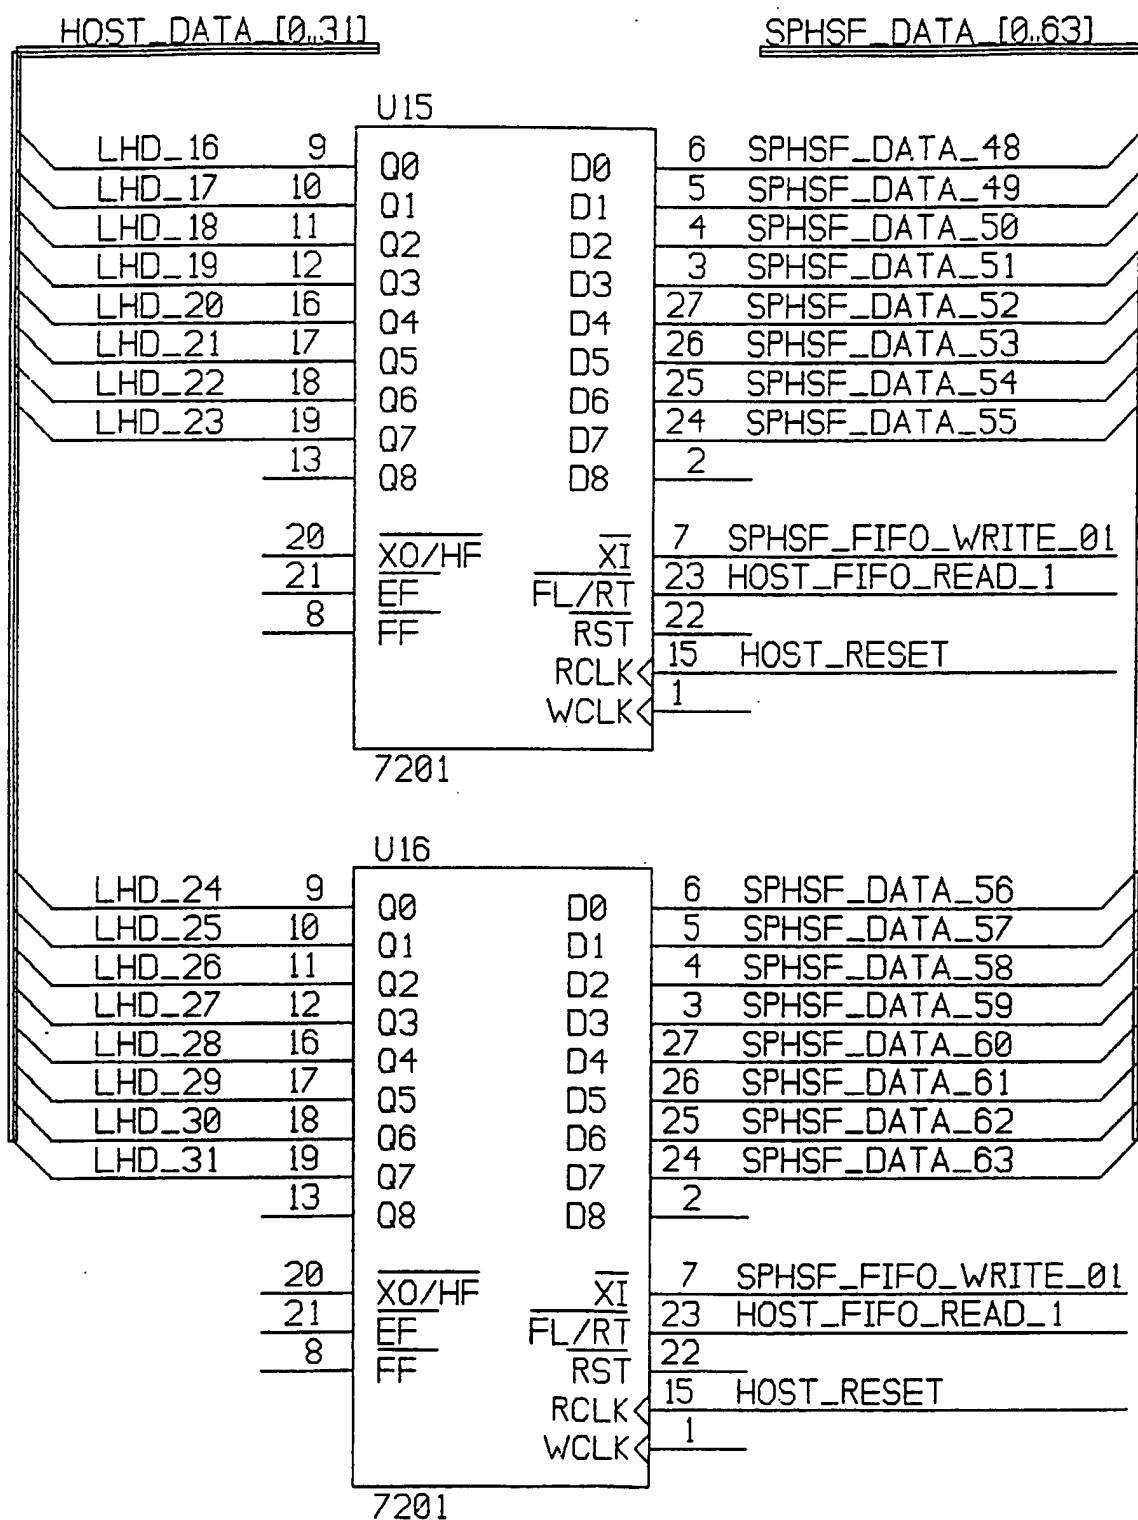 HOST_DATA_[0..31] SPHSF_DATA_[0..63]
U15
LHD_16 9 Q0 D0 6 SPHSF_DATA_48
LHD_17 10 Q1 D1 5 SPHSF_DATA_49
LHD_18 11 Q2 D2 4 SPHSF_DATA_50
LHD_19 12 Q3 D3 3 SPHSF_DATA_51
LHD_20 16 Q4 D4 27 SPHSF_DATA_52
LHD_21 17 Q5 D5 26 SPHSF_DATA_53
LHD_22 18 Q6 D6 25 SPHSF_DATA_54
LHD_23 19 Q7 D7 24 SPHSF_DATA_55
13 Q8 D8 2
20 XO/HF XI 7 SPHSF_FIFO_WRITE_01
21 EF FL/RT 23 HOST_FIFO_READ_1
8 FF RST 22
RCLK 15 HOST_RESET
WCLK 1
7201
U16
LHD_24 9 Q0 D0 6 SPHSF_DATA_56
LHD_25 10 Q1 D1 5 SPHSF_DATA_57
LHD_26 11 Q2 D2 4 SPHSF_DATA_58
LHD_27 12 Q3 D3 3 SPHSF_DATA_59
LHD_28 16 Q4 D4 27 SPHSF_DATA_60
LHD_29 17 Q5 D5 26 SPHSF_DATA_61
LHD_30 18 Q6 D6 25 SPHSF_DATA_62
LHD_31 19 Q7 D7 24 SPHSF_DATA_63
13 Q8 D8 2
20 XO/HF XI 7 SPHSF_FIFO_WRITE_01
21 EF FL/RT 23 HOST_FIFO_READ_1
8 FF RST 22
RCLK 15 HOST_RESET
WCLK 1
7201